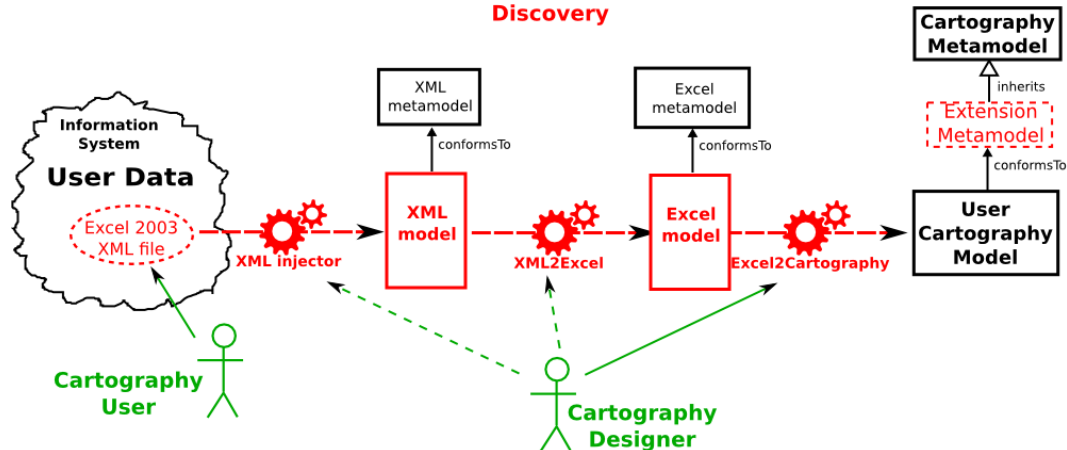 Discovery
Cartography
Metamodel
XML
metamodel
Excel
metamodel
inherits
Information
System
User Data
Extension
Metamodel
conformsTo
conformsTo
conformsTo
Excel 2003
XML file
XML
model
Excel
model
User
Cartography
Model
XML injector
XML2Excel
Excel2Cartography
Cartography
User
Cartography
Designer